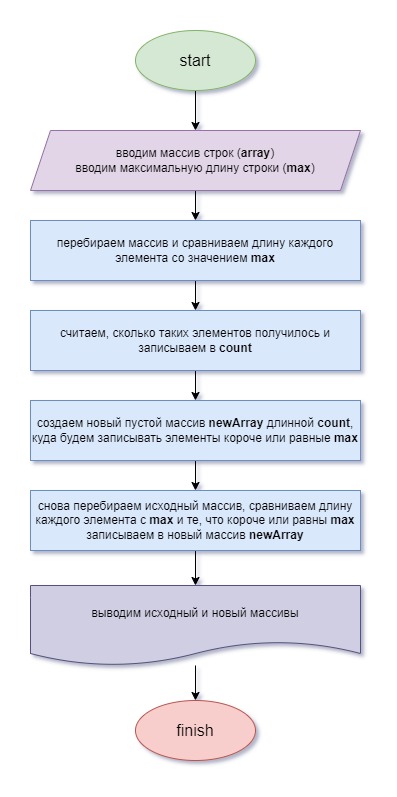 start
вводим массив строк (array)
вводим максимальную длину строки (max)
перебираем массив и сравниваем длину каждого
элемента со значением max
считаем, сколько таких элементов получилось и
записываем в count
создаем новый пустой массив newArray длинной count,
куда будем записывать элементы короче или равные max
снова перебираем исходный массив, сравниваем длину
каждого элемента с max и те, что короче или равны max
записываем в новый массив newArray
выводим исходный и новый массивы
finish